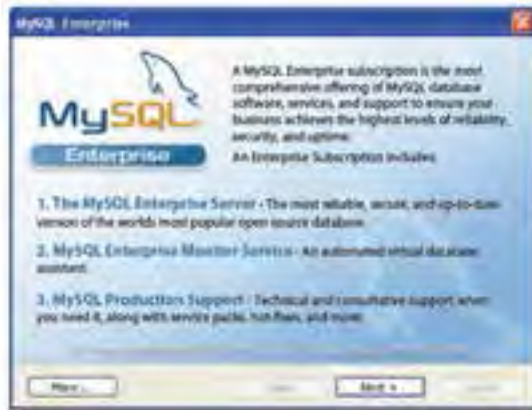 MySQL Enterprise
A MySQL Enterprise subscription is the most
comprehensive offering of MySQL database
software, services, and support to ensure your
business achieves the highest levels of reliability,
security, and uptime.
An Enterprise Subscription includes:
MySQL
Enterprise
1. The MySQL Enterprise Server - The most reliable, secure, and up-to-date
version of the worlds most popular open source database.
2. MySQL Enterprise Monitor Service - An automated virtual database
assistant.
3. MySQL Production Support - Technical and consultative support when
you need it, along with service packs, hot-fixes, and more.
More...
Next >